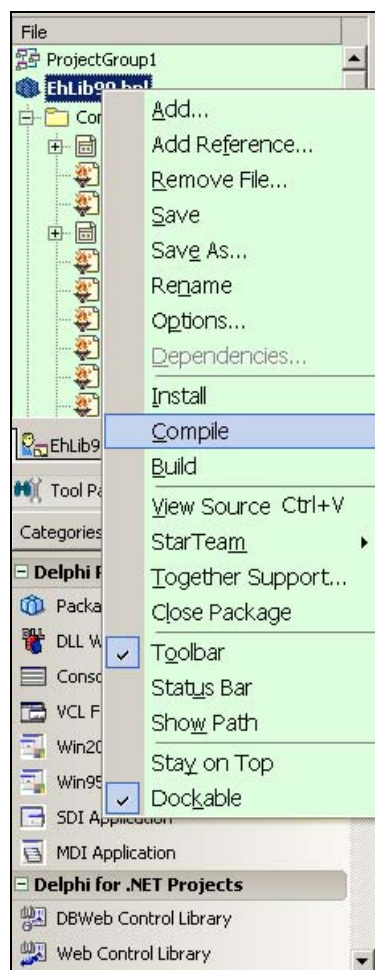 File
ProjectGroup1
EhLib90.bpl
Add...
Add Reference...
Remove File...
Save
Save As...
Rename
Options...
Dependencies...
Install
Compile
Build
View Source Ctrl+V
StarTeam
Together Support...
Close Package
Toolbar
Status Bar
Show Path
Stay on Top
Dockable
EhLib9
Tool Pa
Categories
Delphi
Packa
DLL W
Conso
VCL F
Win20
Win95
SDI Application
MDI Application
Delphi for .NET Projects
DBWeb Control Library
Web Control Library